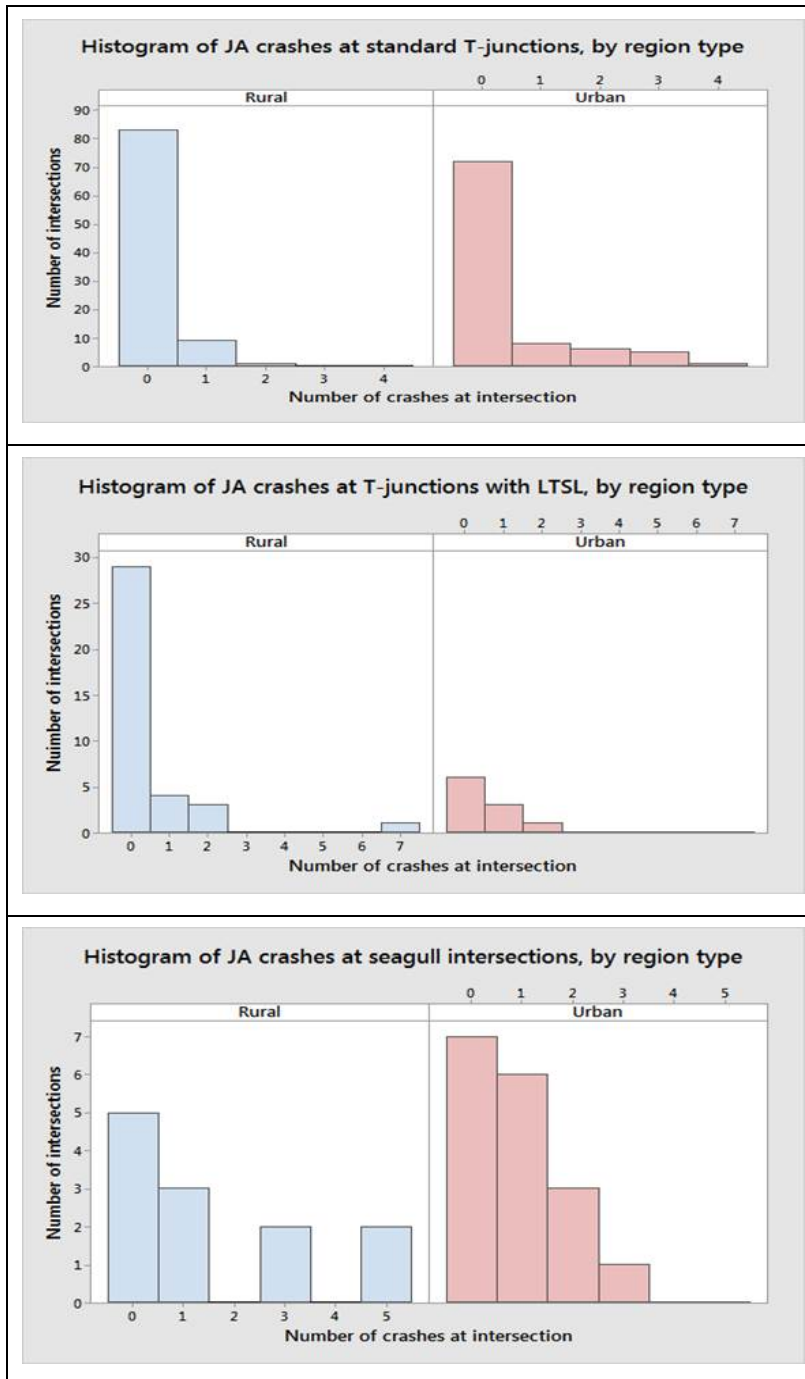 Histogram of JA crashes at standard T-junctions, by region type
0 1 2 3 4
Rural Urban
90
80
70
60
50
40
30
20
10
0
Number of intersections
0 1 2 3 4
Number of crashes at intersection
Histogram of JA crashes at T-junctions with LTSL, by region type
0 1 2 3 4 5 6 7
Rural Urban
30
25
20
15
10
5
0
Nuimber of intersections
0 1 2 3 4 5 6 7
Number of crashes at intersection
Histogram of JA crashes at seagull intersections, by region type
0 1 2 3 4 5
Rural Urban
7
6
5
4
3
2
1
0
Number of intersections
0 1 2 3 4 5
Number of crashes at intersection